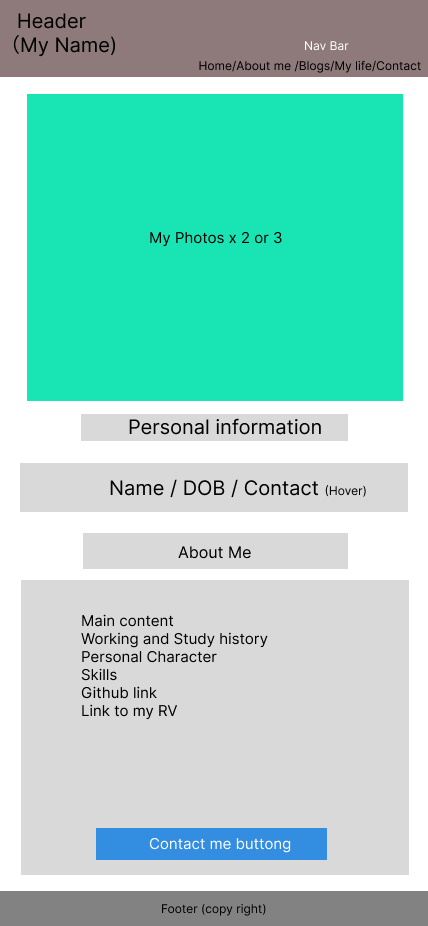 Header
(My Name)
Nav Bar
Home/About me /Blogs/My life/Contact
My Photos x 2 or 3
Personal information
Name / DOB / Contact (Hover)
About Me
Main content
Working and Study history
Personal Character
Skills
Github link
Link to my RV
Contact me buttong
Footer (copy right)